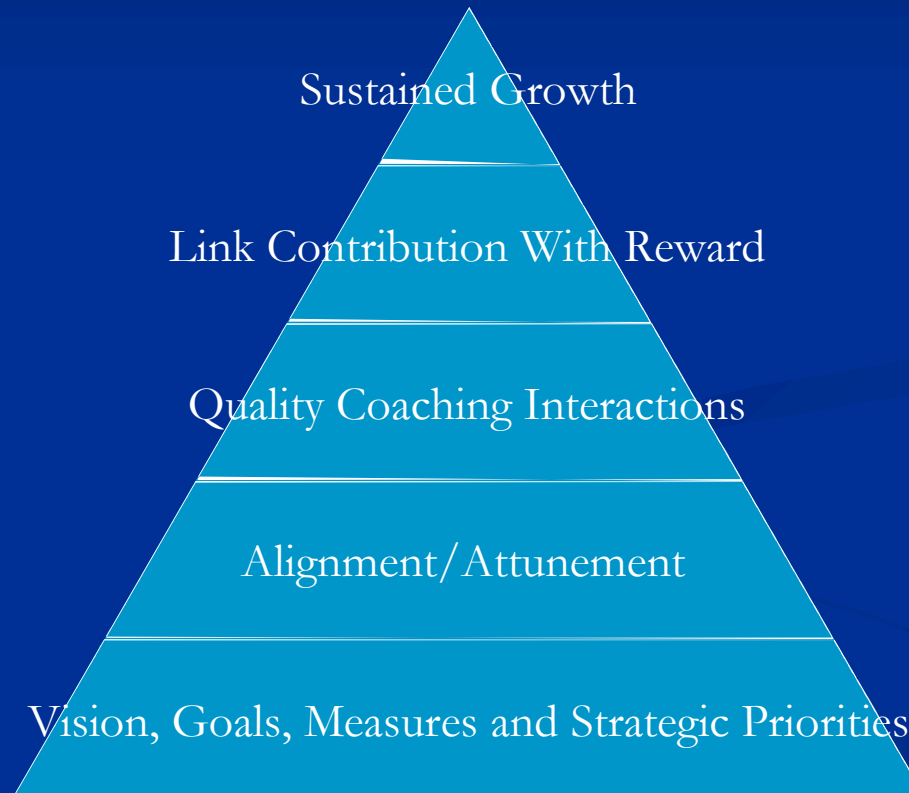 Sustained Growth
Link Contribution With Reward
Quality Coaching Interactions
Alignment/Attunement
Vision, Goals, Measures and Strategic Priorities